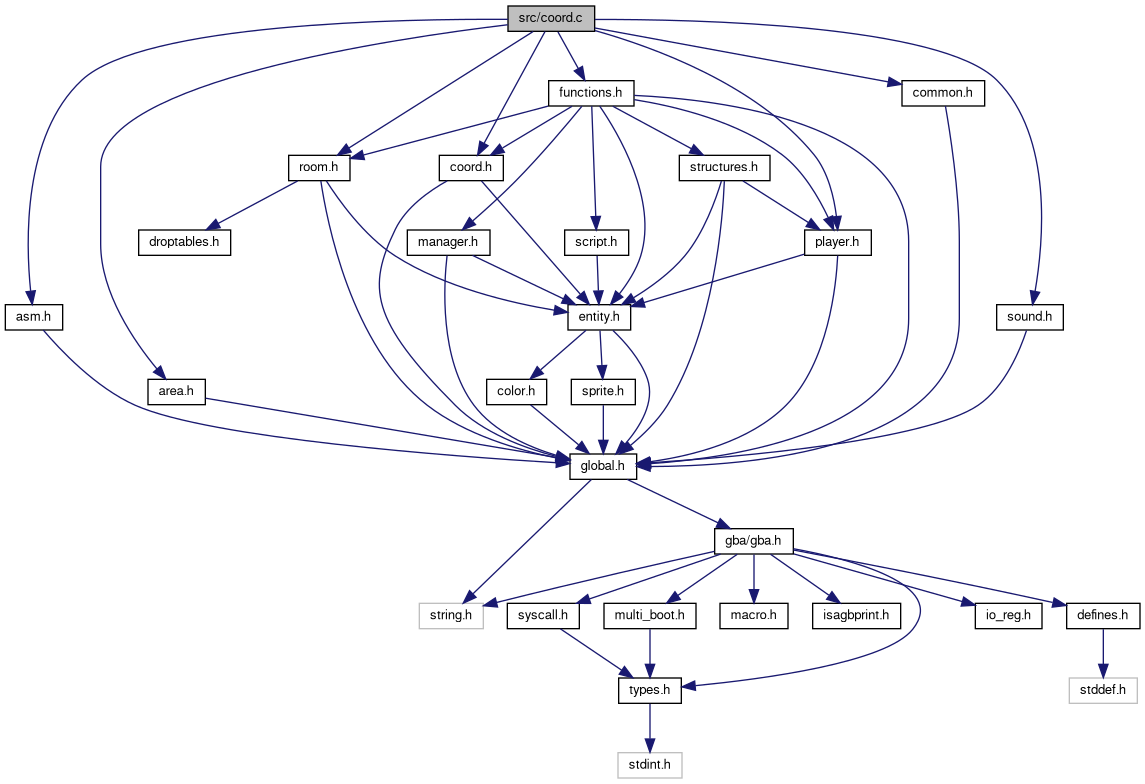 src/coord.c
functions.h
common.h
room.h
coord.h
structures.h
droptables.h
manager.h
script.h
player.h
asm.h
entity.h
sound.h
area.h
color.h
sprite.h
global.h
gba/gba.h
string.h
syscall.h
multi_boot.h
macro.h
isagbprint.h
io_reg.h
defines.h
types.h
stddef.h
stdint.h